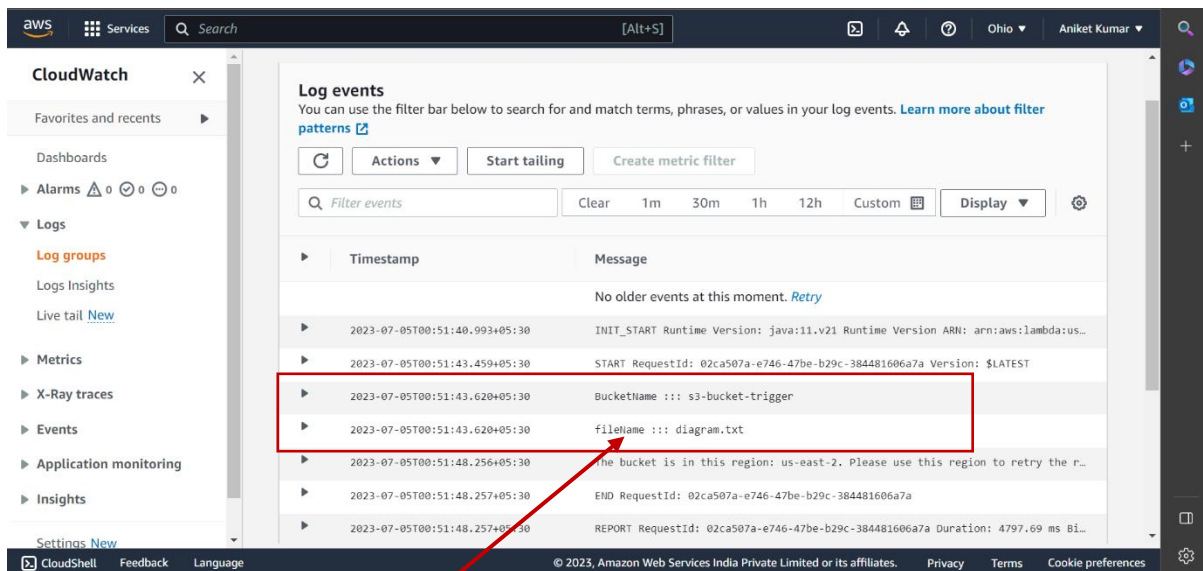 aws Services Search [Alt+S] Ohio ▼ Aniket Kumar ▼
CloudWatch
Favorites and recents
Dashboards
Alarms 0 0 0
Logs
Log groups
Logs Insights
Live tail New
Metrics
X-Ray traces
Events
Application monitoring
Insights
Settings New
Log events
You can use the filter bar below to search for and match terms, phrases, or values in your log events. Learn more about filter
patterns
Actions ▼ Start tailing Create metric filter
Filter events Clear 1m 30m 1h 12h Custom Display ▼
Timestamp Message
No older events at this moment. Retry
2023-07-05T00:51:40.993+05:30 INIT_START Runtime Version: java:11.v21 Runtime Version ARN: arn:aws:lambda:us…
2023-07-05T00:51:43.459+05:30 START RequestId: 02ca507a-e746-47be-b29c-384481606a7a Version: $LATEST
2023-07-05T00:51:43.620+05:30 BucketName ::: s3-bucket-trigger
2023-07-05T00:51:43.620+05:30 fileName ::: diagram.txt
2023-07-05T00:51:48.256+05:30 The bucket is in this region: us-east-2. Please use this region to retry the r…
2023-07-05T00:51:48.257+05:30 END RequestId: 02ca507a-e746-47be-b29c-384481606a7a
2023-07-05T00:51:48.257+05:30 REPORT RequestId: 02ca507a-e746-47be-b29c-384481606a7a Duration: 4797.69 ms Bi…
CloudShell Feedback Language © 2023, Amazon Web Services India Private Limited or its affiliates. Privacy Terms Cookie preferences